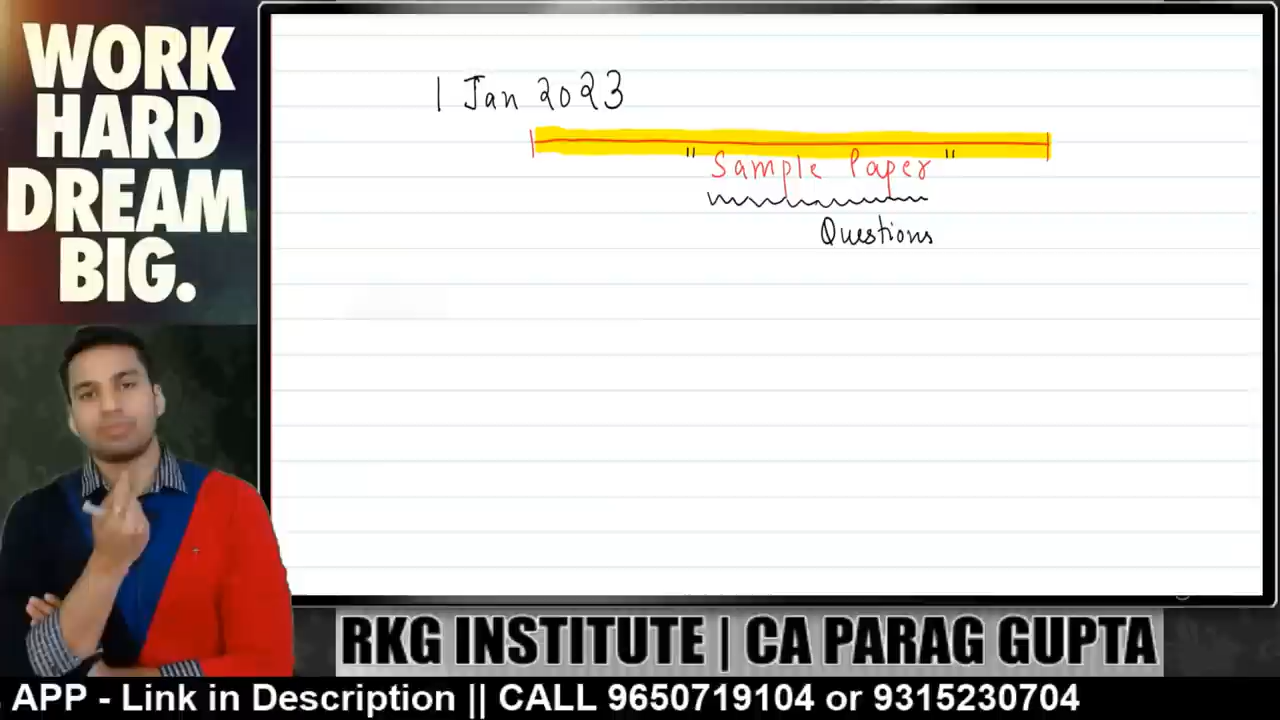 WORK
HARD
DREAM
BIG.
1 Jan 2023
" Sample Paper "
Questions
RKG INSTITUTE | CA PARAG GUPTA
APP - Link in Description || CALL 9650719104 or 9315230704